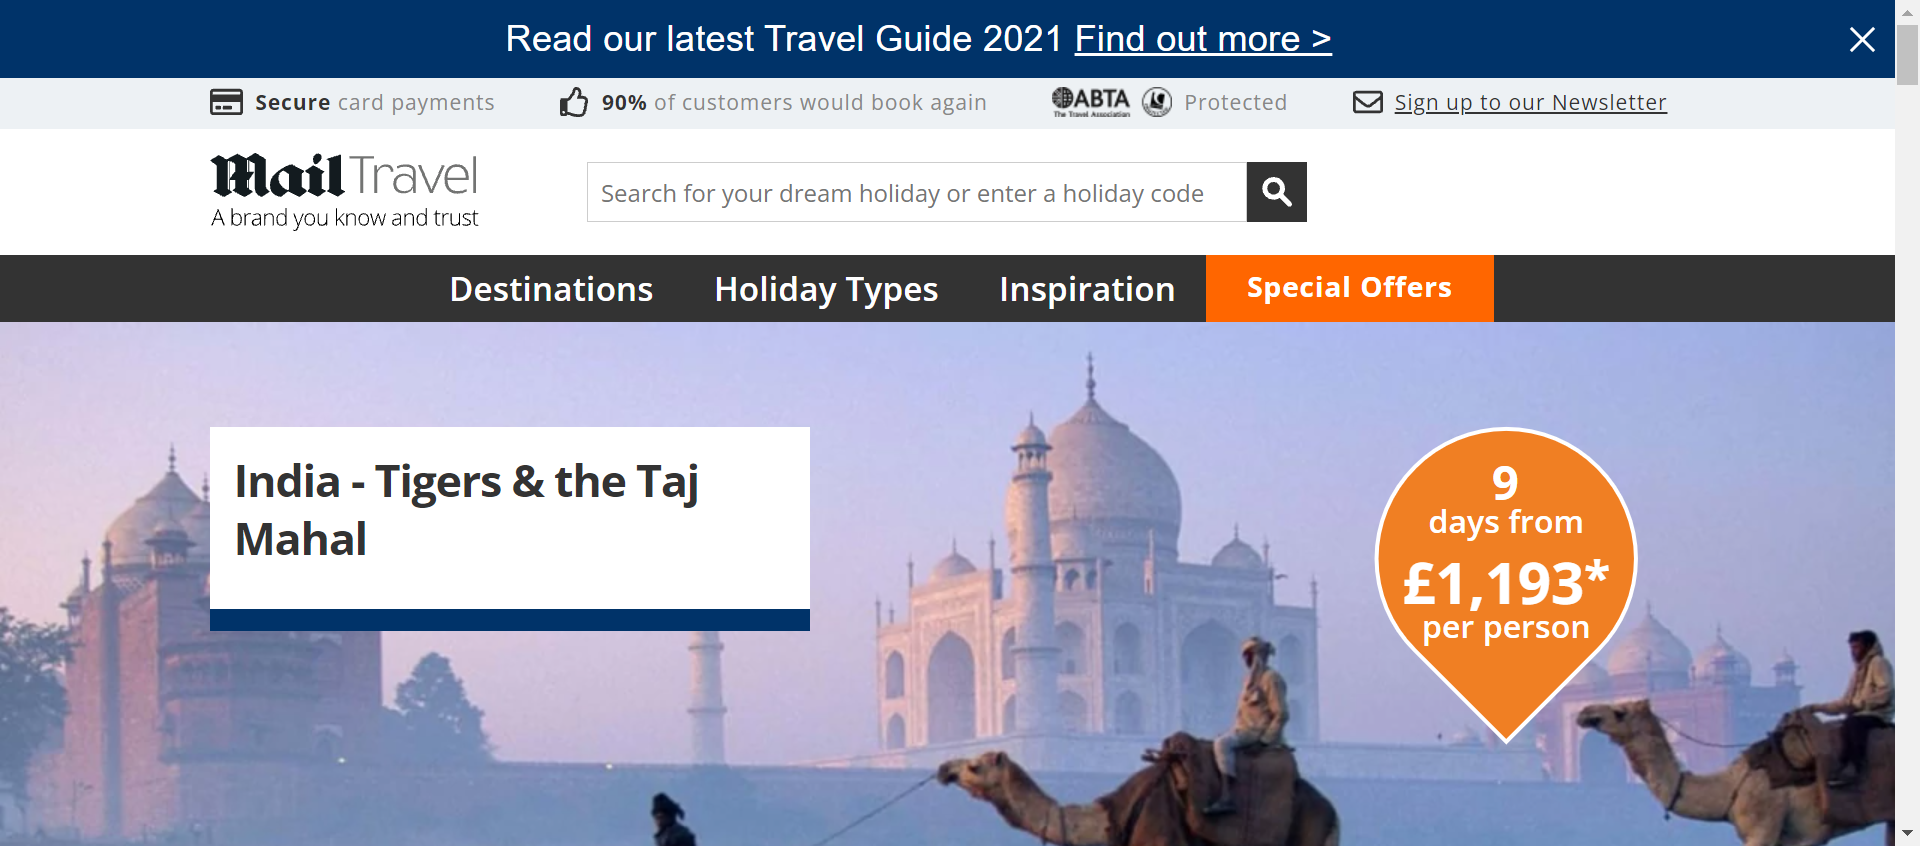 Read our latest Travel Guide 2021 Find out more >
Secure card payments
90% of customers would book again
ABTA
The Travel Association
Protected
Sign up to our Newsletter
Mail Travel
A brand you know and trust
Search for your dream holiday or enter a holiday code
Destinations
Holiday Types
Inspiration
Special Offers
India - Tigers & the Taj
Mahal
9
days from
£1,193*
per person